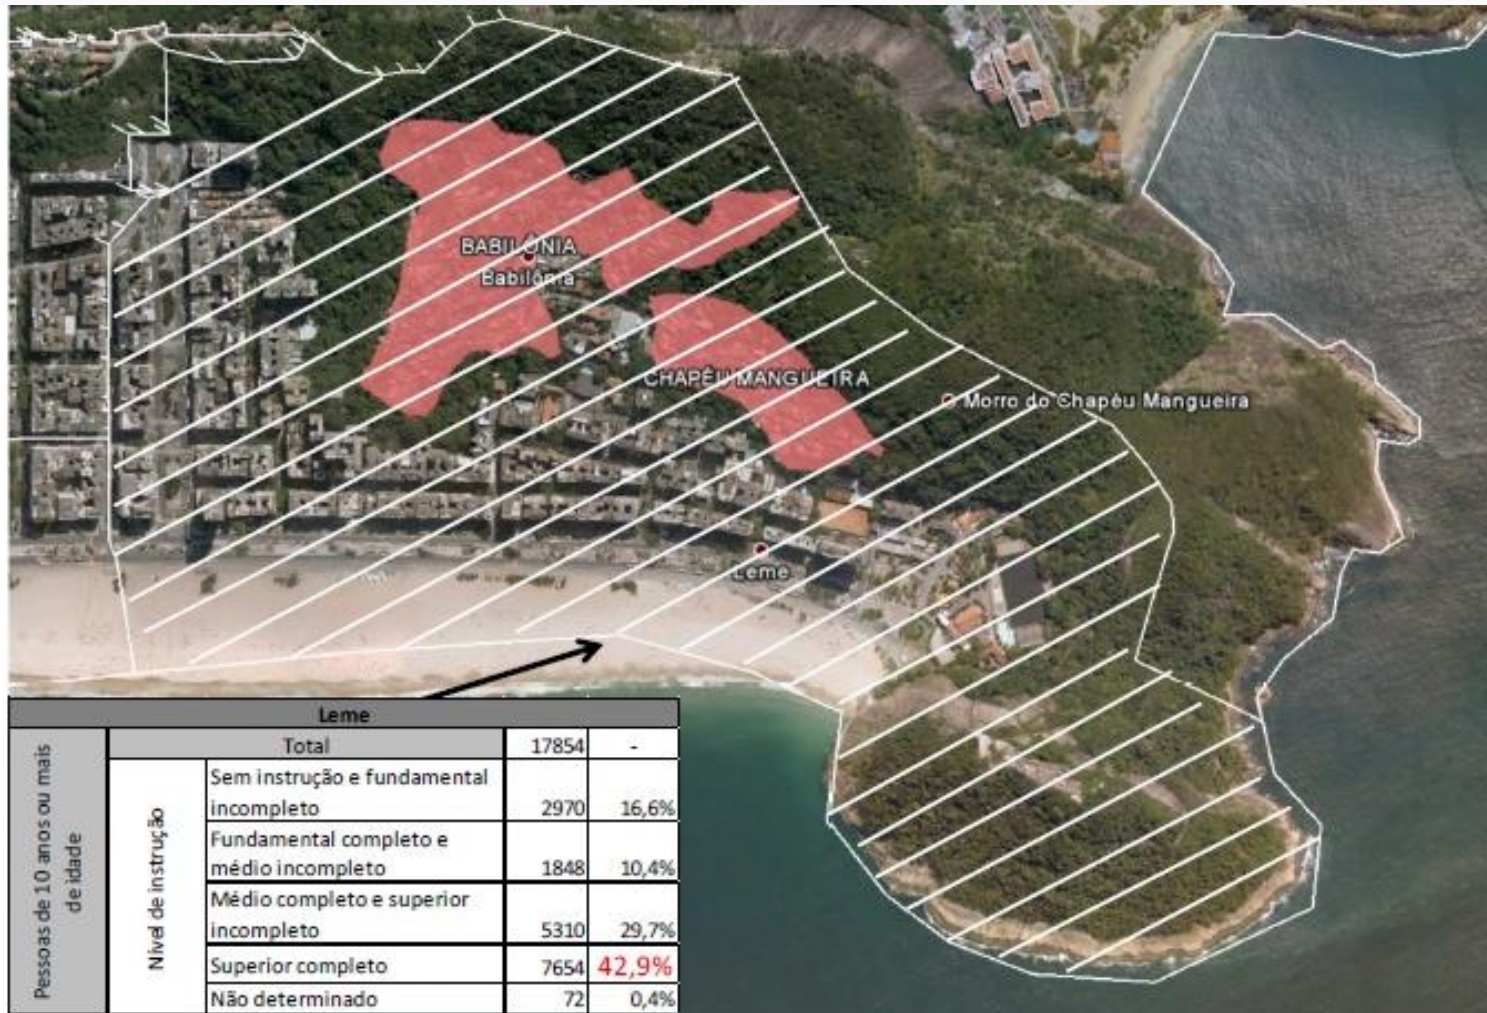 BABILÔNIA
Babilônia
CHAPÉU MANGUEIRA
Morro do Chapéu Mangueira
Leme
Leme
Pessoas de 10 anos ou mais
de idade
Total 17854 -
Nível de instrução
Sem instrução e fundamental
incompleto 2970 16,6%
Fundamental completo e
médio incompleto 1848 10,4%
Médio completo e superior
incompleto 5310 29,7%
Superior completo 7654 42,9%
Não determinado 72 0,4%